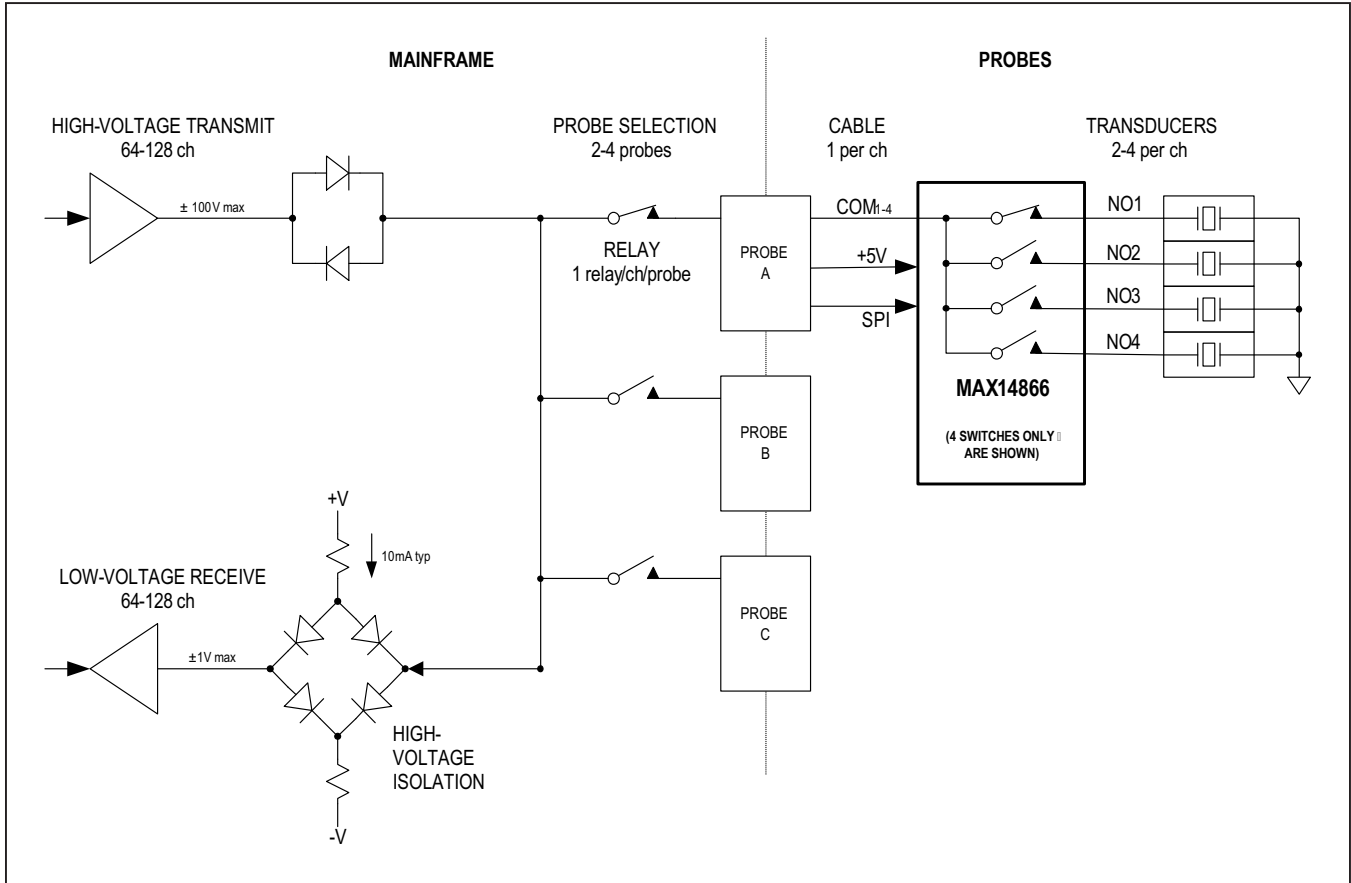 MAINFRAME
PROBES
HIGH-VOLTAGE TRANSMIT
64-128 ch
± 100V max
PROBE SELECTION
2-4 probes
RELAY
1 relay/ch/probe
CABLE
1 per ch
TRANSDUCERS
2-4 per ch
PROBE
A
COM1-4
+5V
SPI
NO1
NO2
NO3
NO4
MAX14866
(4 SWITCHES ONLY
ARE SHOWN)
PROBE
B
PROBE
C
+V
10mA typ
LOW-VOLTAGE RECEIVE
64-128 ch
±1V max
HIGH-
VOLTAGE
ISOLATION
-V